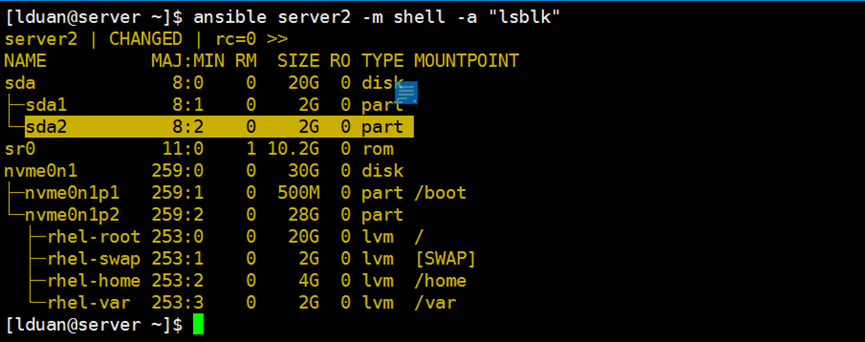 [lduan@server ~]$ ansible server2 -m shell -a "lsblk"
server2 | CHANGED | rc=0 >>
NAME          MAJ:MIN RM  SIZE RO TYPE MOUNTPOINT
sda             8:0    0   20G  0 disk
├─sda1          8:1    0    2G  0 part
└─sda2          8:2    0    2G  0 part
sr0            11:0    1 10.2G  0 rom
nvme0n1       259:0    0   30G  0 disk
├─nvme0n1p1   259:1    0  500M  0 part /boot
└─nvme0n1p2   259:2    0   28G  0 part
  ├─rhel-root 253:0    0   20G  0 lvm  /
  ├─rhel-swap 253:1    0    2G  0 lvm  [SWAP]
  ├─rhel-home 253:2    0    4G  0 lvm  /home
  └─rhel-var  253:3    0    2G  0 lvm  /var
[lduan@server ~]$